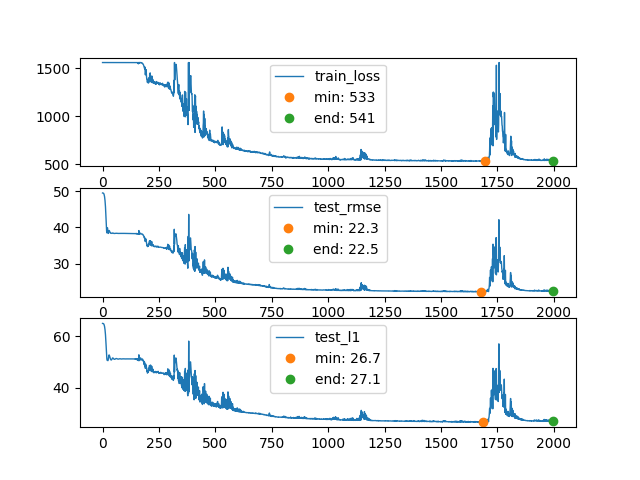 1500
1000
500
train_loss
min: 533
end: 541
0 250 500 750 1000 1250 1500 1750 2000
50
40
30
test_rmse
min: 22.3
end: 22.5
0 250 500 750 1000 1250 1500 1750 2000
60
40
test_l1
min: 26.7
end: 27.1
0 250 500 750 1000 1250 1500 1750 2000